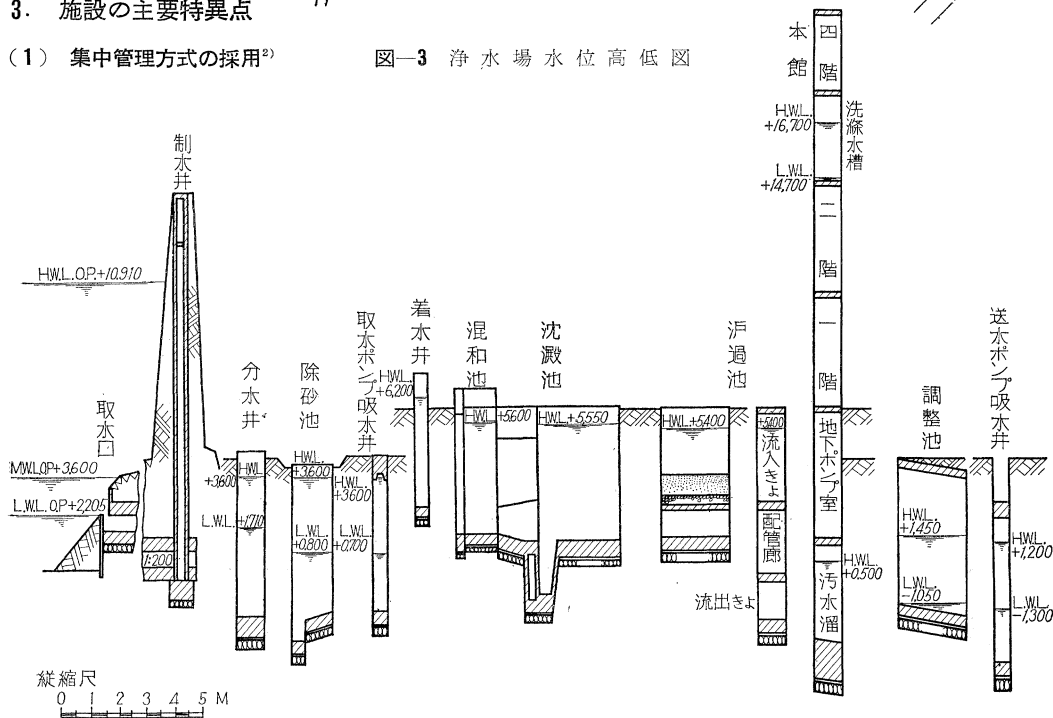 3. 施設の主要特異点
(1) 集中管理方式の採用²⁾
図—3 浄水場水位高低図
本館
四階
H.W.L.
+16,700
洗滌水槽
L.W.L.
+14,700
二階
一階
地下ポンプ室
H.W.L.
+0,500
汚水溜
制水井
H.W.L. O.P.+10.910
取水口
M.W.L.O.P+3,600
L.W.L. O.P+2,205
1:200
分水井
H.W.L
+3,600
L.W.L.+1,710
除砂池
H.W.L.
+3,600
L.W.L.
+0,800
取水ポンプ吸水井
H.W.L.
+3,600
L.W.L.
+0,700
着水井
H.W.L.
+6,200
混和池
H.W.L.+5,600
沈澱池
H.W.L.+5,550
沪過池
H.W.L.+5,400
+5,400
流入きよ
配管廊
流出きよ
調整池
H.W.L.
+1,450
L.W.L.
-1,050
送水ポンプ吸水井
H.W.L.
+1,200
L.W.L.
-1,300
縦縮尺
0 1 2 3 4 5 M